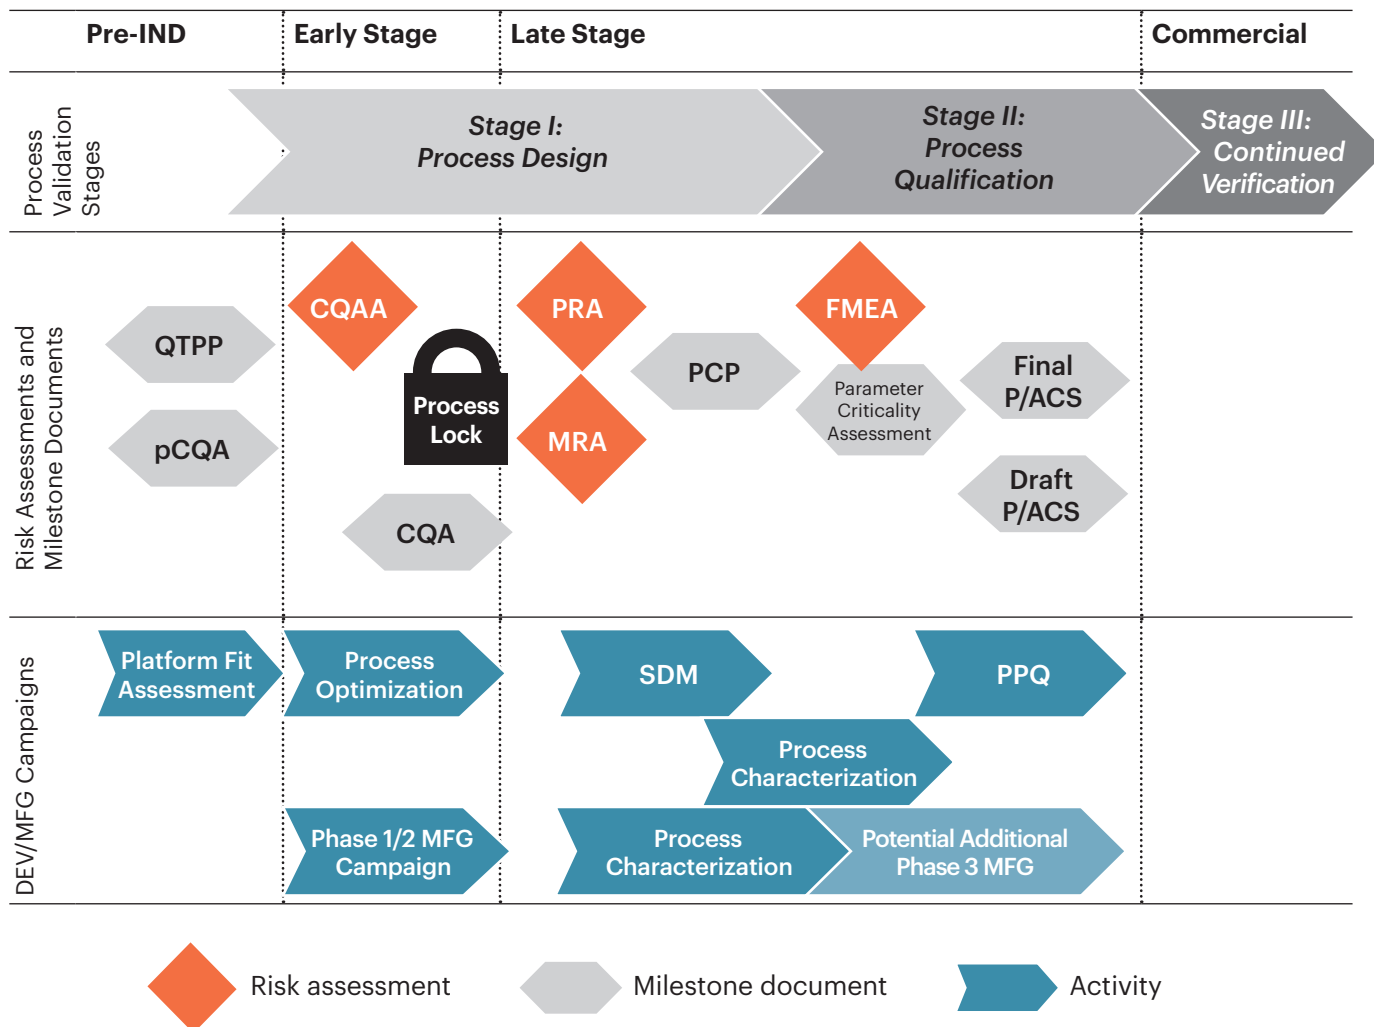 Pre-IND
Early Stage
Late Stage
Commercial
Process
Validation
Stages
Stage I:
Process Design
Stage II:
Process
Qualification
Stage III:
Continued
Verification
Risk Assessments and
Milestone Documents
QTPP
pCQA
CQAA
Process
Lock
CQA
PRA
MRA
PCP
FMEA
Parameter
Criticality
Assessment
Final
P/ACS
Draft
P/ACS
DEV/MFG Campaigns
Platform Fit
Assessment
Process
Optimization
SDM
PPQ
Process
Characterization
Phase 1/2 MFG
Campaign
Process
Characterization
Potential Additional
Phase 3 MFG
Risk assessment
Milestone document
Activity